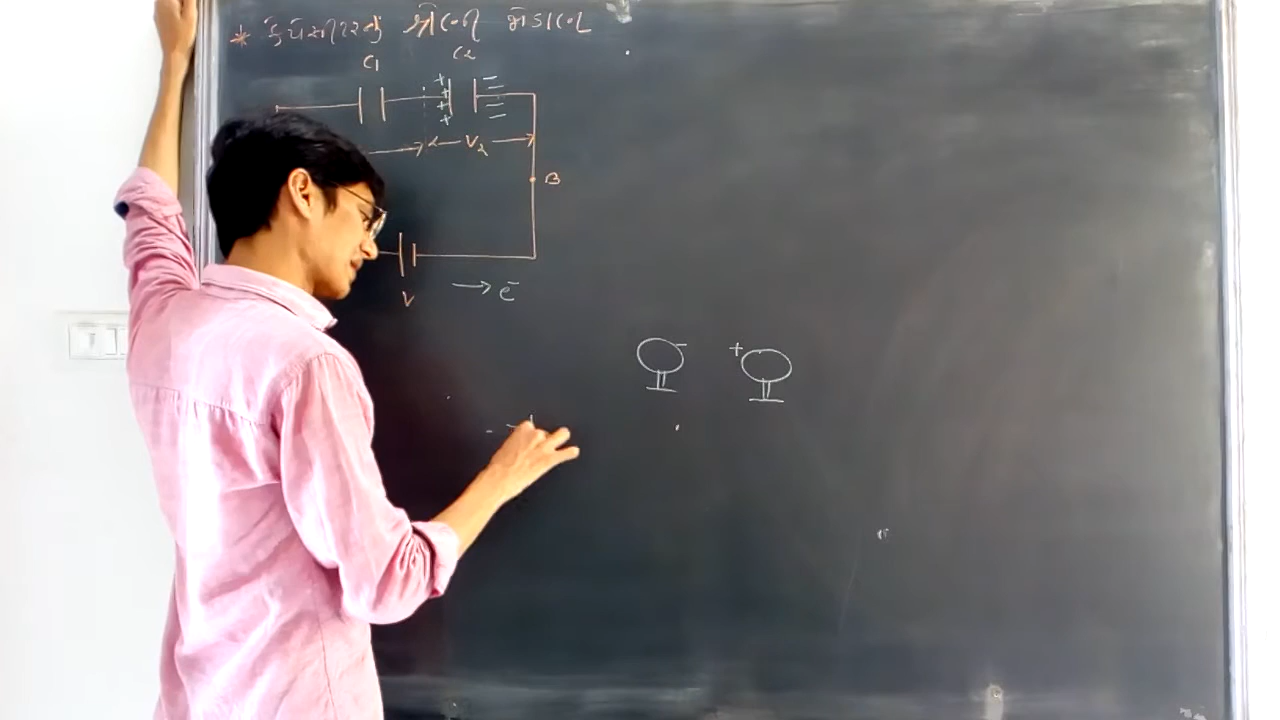 * કેપેસીટરનું શ્રેણી જોડાણ
C1 C2
+ + + +
← V2 →
B
V → e⁻
- +